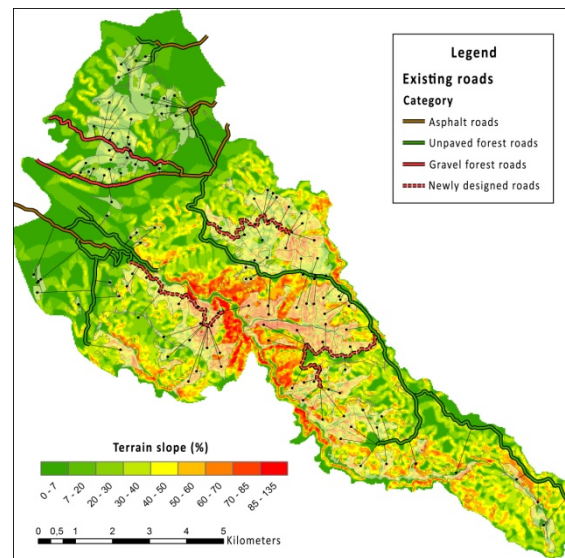 Legend
Existing roads
Category
Asphalt roads
Unpaved forest roads
Gravel forest roads
Newly designed roads
Terrain slope (%)
0 - 7
7 - 20
20 - 30
30 - 40
40 - 50
50 - 60
60 - 70
70 - 85
85 - 135
0 0,5 1 2 3 4 5
Kilometers